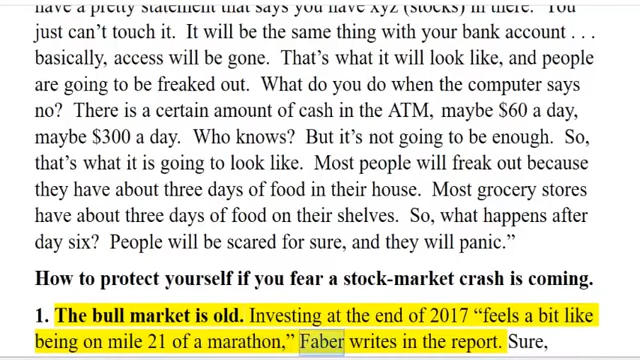 have a pretty statement that says you have xyz (stocks) in there.  You
just can’t touch it.  It will be the same thing with your bank account . . .
basically, access will be gone.  That’s what it will look like, and people
are going to be freaked out.  What do you do when the computer says
no?  There is a certain amount of cash in the ATM, maybe $60 a day,
maybe $300 a day.  Who knows?  But it’s not going to be enough.  So,
that’s what it is going to look like.  Most people will freak out because
they have about three days of food in their house.  Most grocery stores
have about three days of food on their shelves.  So, what happens after
day six?  People will be scared for sure, and they will panic.”
How to protect yourself if you fear a stock-market crash is coming.
1. The bull market is old. Investing at the end of 2017 “feels a bit like
being on mile 21 of a marathon,” Faber writes in the report. Sure,